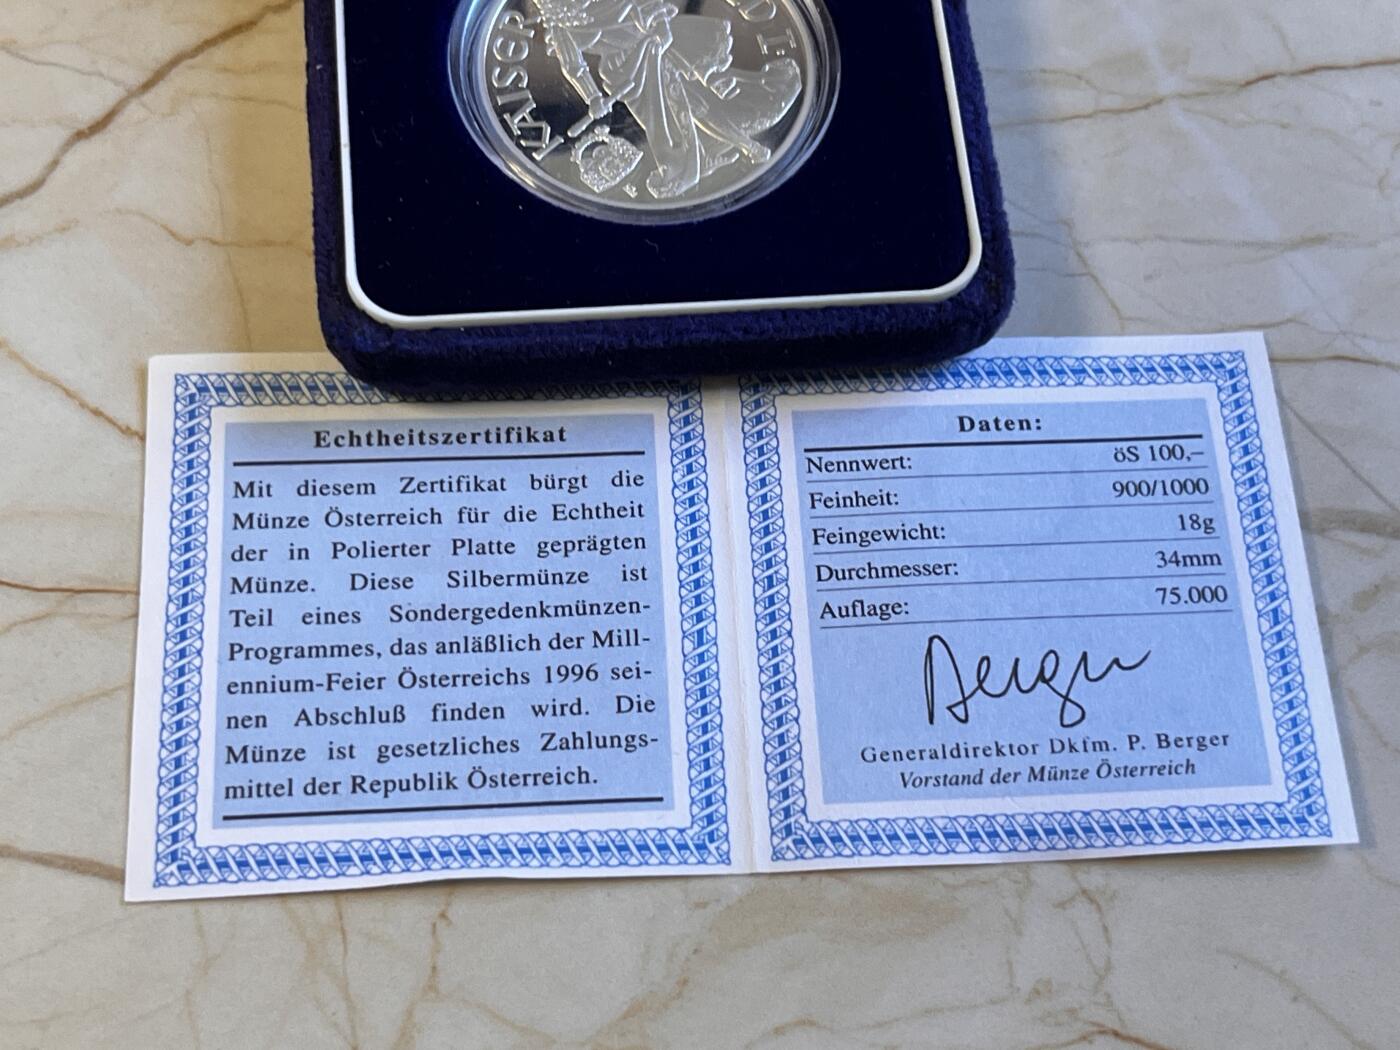 KAISER
LD I.
Echtheitszertifikat
Mit diesem Zertifikat bürgt die
Münze Österreich für die Echtheit
der in Polierter Platte geprägten
Münze. Diese Silbermünze ist
Teil eines Sondergedenkmünzen-
Programmes, das anläßlich der Mill-
ennium-Feier Österreichs 1996 sei-
nen Abschluß finden wird. Die
Münze ist gesetzliches Zahlungs-
mittel der Republik Österreich.
Daten:
Nennwert: öS 100,–
Feinheit: 900/1000
Feingewicht: 18g
Durchmesser: 34mm
Auflage: 75.000
Berger
Generaldirektor Dkfm. P. Berger
Vorstand der Münze Österreich